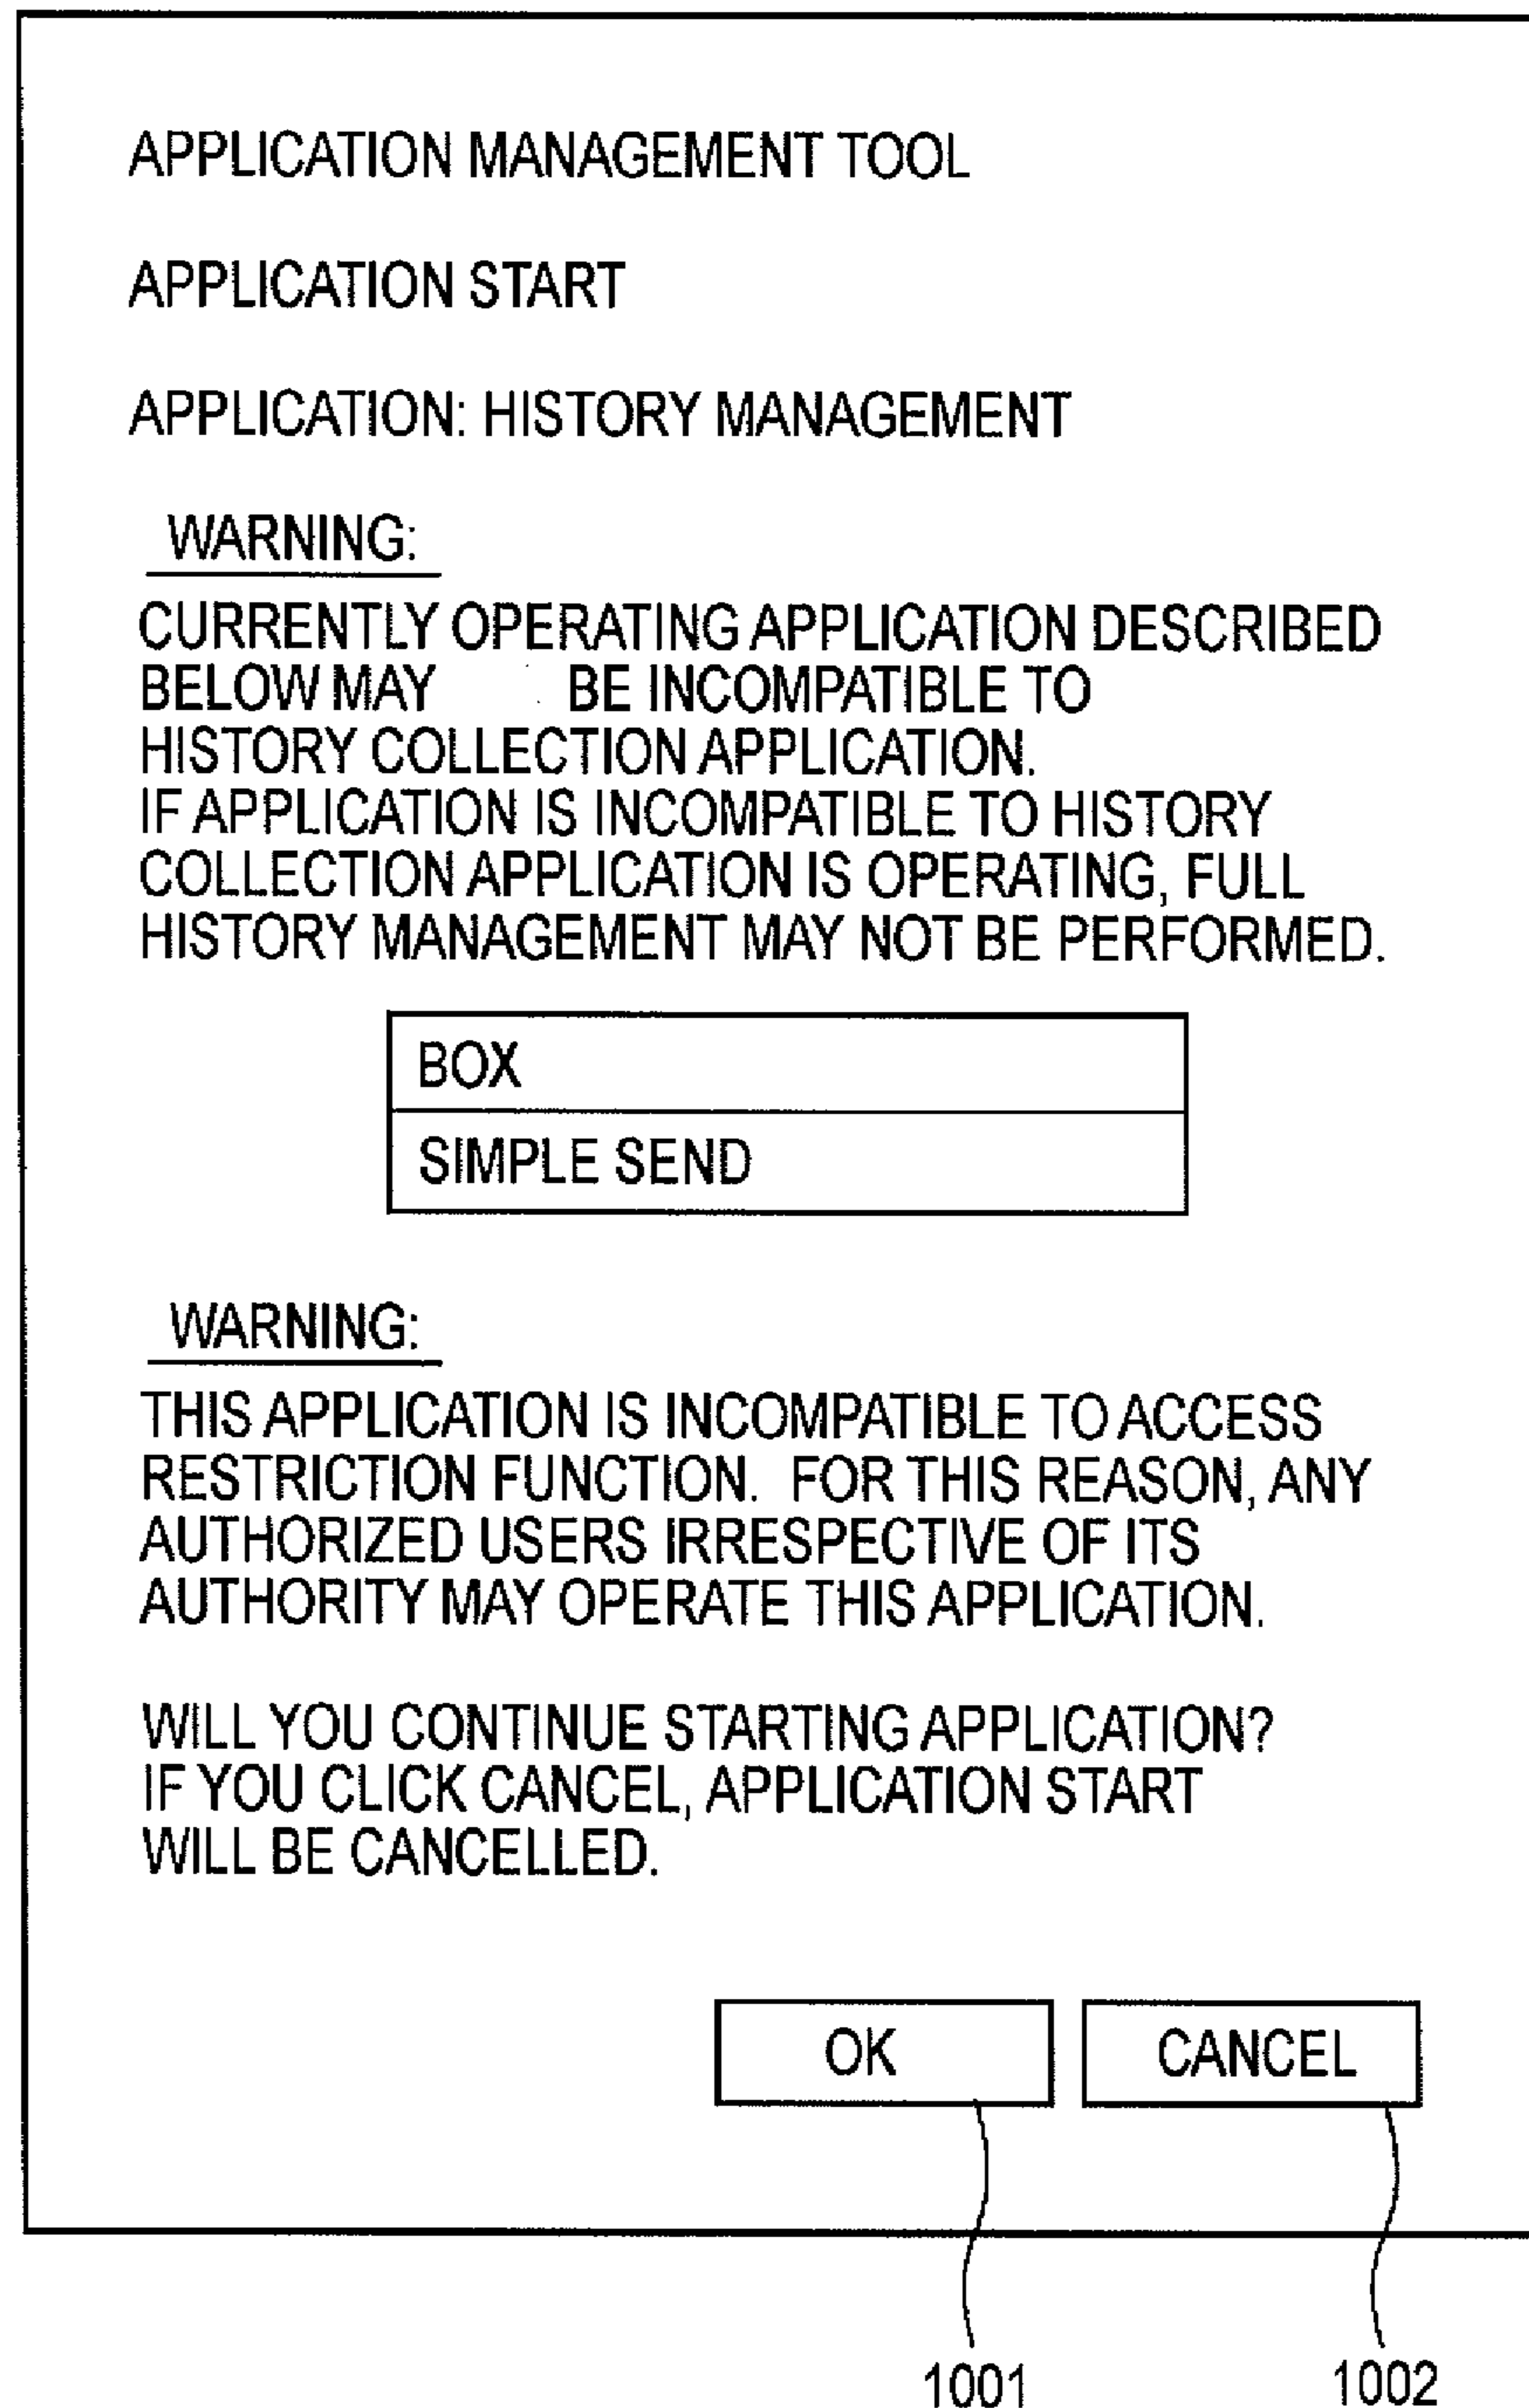 APPLICATION MANAGEMENT TOOL
APPLICATION START
APPLICATION: HISTORY MANAGEMENT
WARNING:
CURRENTLY OPERATING APPLICATION DESCRIBED
BELOW MAY BE INCOMPATIBLE TO
HISTORY COLLECTION APPLICATION.
IF APPLICATION IS INCOMPATIBLE TO HISTORY
COLLECTION APPLICATION IS OPERATING, FULL
HISTORY MANAGEMENT MAY NOT BE PERFORMED.
BOX
SIMPLE SEND
WARNING:
THIS APPLICATION IS INCOMPATIBLE TO ACCESS
RESTRICTION FUNCTION. FOR THIS REASON, ANY
AUTHORIZED USERS IRRESPECTIVE OF ITS
AUTHORITY MAY OPERATE THIS APPLICATION.
WILL YOU CONTINUE STARTING APPLICATION?
IF YOU CLICK CANCEL, APPLICATION START
WILL BE CANCELLED.
OK CANCEL
1001 1002